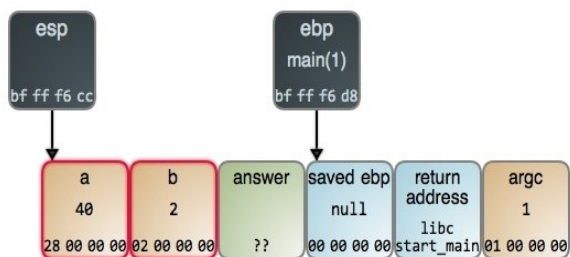 esp
bf ff f6 cc
ebp
main(1)
bf ff f6 d8
a
40
28 00 00 00
b
2
02 00 00 00
answer
??
saved ebp
null
00 00 00 00
return
address
libc
start_main
argc
1
01 00 00 00